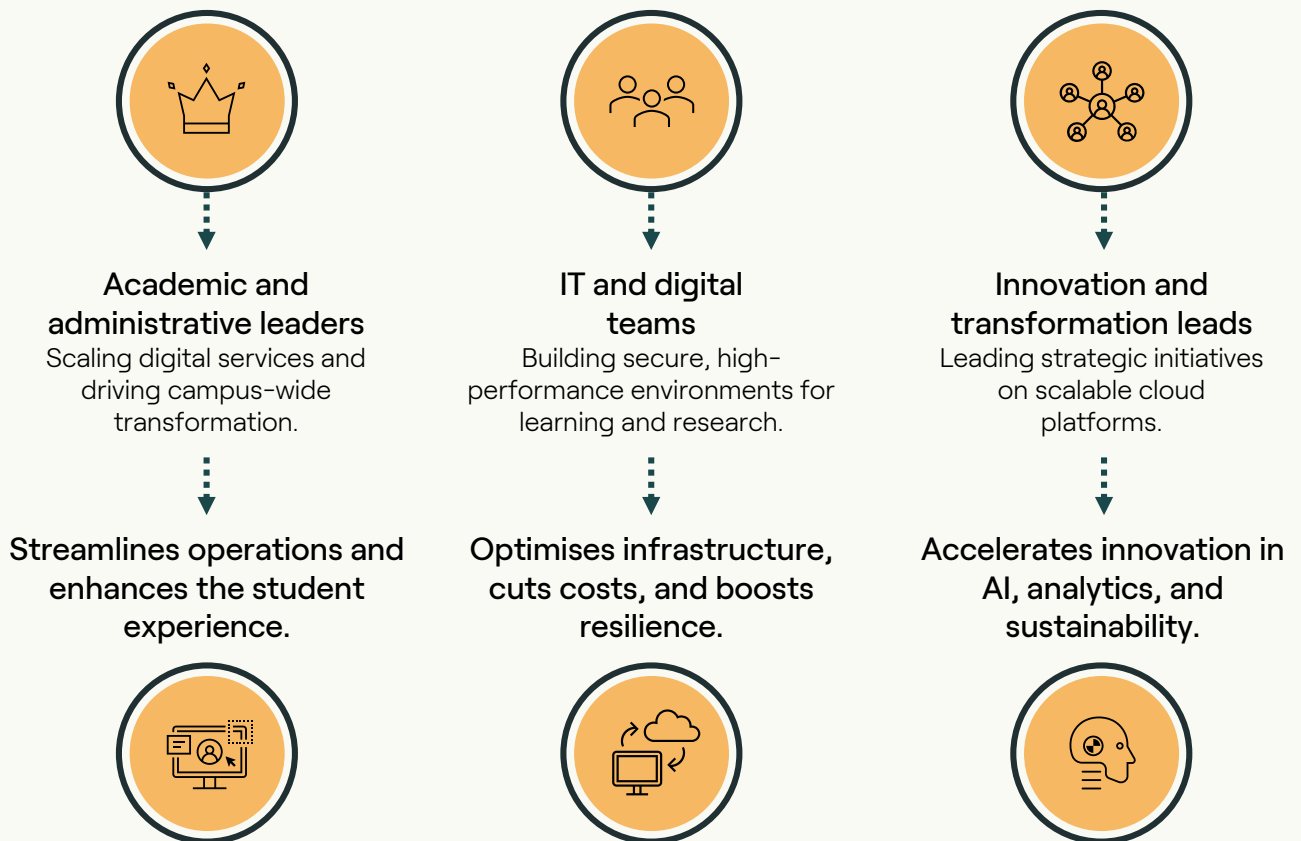 Academic and
administrative leaders
Scaling digital services and
driving campus-wide
transformation.
Streamlines operations and
enhances the student
experience.
IT and digital
teams
Building secure, high-
performance environments for
learning and research.
Optimises infrastructure,
cuts costs, and boosts
resilience.
Innovation and
transformation leads
Leading strategic initiatives
on scalable cloud
platforms.
Accelerates innovation in
AI, analytics, and
sustainability.